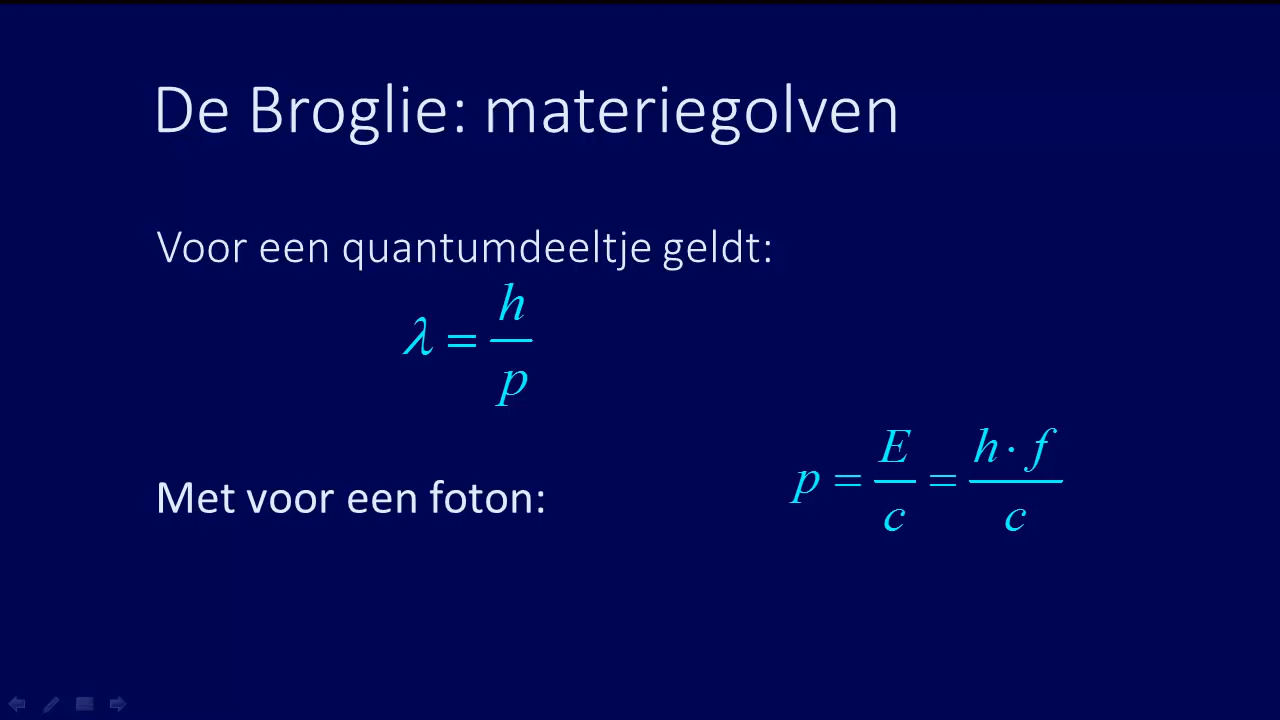 De Broglie: materiegolven
Voor een quantumdeeltje geldt:
λ = h / p
Met voor een foton:
p = E / c = h · f / c